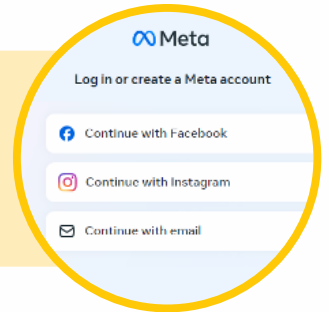 Meta
Log in or create a Meta account
Continue with Facebook
Continue with Instagram
Continue with email